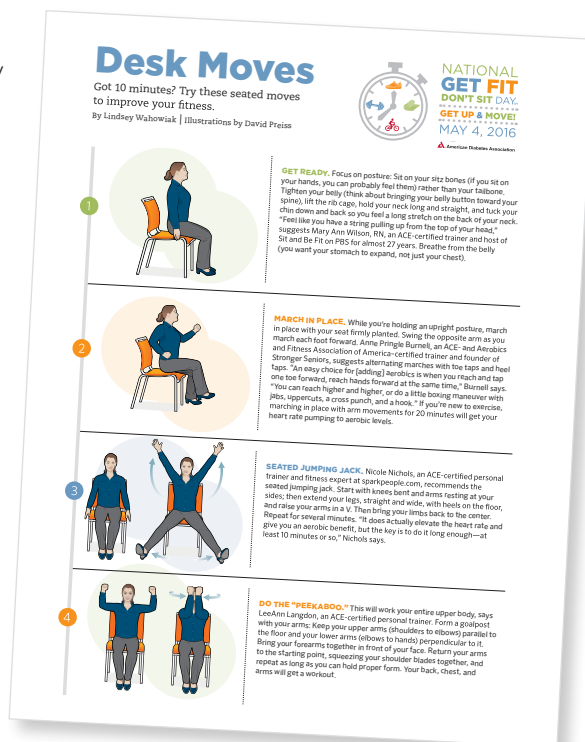 Desk Moves
Got 10 minutes? Try these seated moves
to improve your fitness.
By Lindsey Wahowiak | Illustrations by David Preiss
NATIONAL
GET FIT
DON'T SIT DAY
GET UP & MOVE!
MAY 4, 2016
American Diabetes Association
1
GET READY. Focus on posture: Sit on your sitz bones (if you sit on
your hands, you can probably feel them) rather than your tailbone.
Tighten your belly (think about bringing your belly button toward your
spine), lift the rib cage, hold your neck long and straight, and tuck your
chin down and back so you feel a long stretch on the back of your neck.
"Feel like you have a string pulling up from the top of your head,"
suggests Mary Ann Wilson, RN, an ACE-certified trainer and host of
Sit and Be Fit on PBS for almost 27 years. Breathe from the belly
(you want your stomach to expand, not just your chest).
2
MARCH IN PLACE. While you're holding an upright posture, march
in place with your seat firmly planted. Swing the opposite arm as you
march each foot forward. Anne Pringle Burnell, an ACE- and Aerobics
and Fitness Association of America-certified trainer and founder of
Stronger Seniors, suggests alternating marches with toe taps and heel
taps. "An easy choice for [adding] aerobics is when you reach and tap
one toe forward, reach hands forward at the same time," Burnell says.
"You can reach higher and higher, or do a little boxing maneuver with
jabs, uppercuts, a cross punch, and a hook." If you're new to exercise,
marching in place with arm movements for 20 minutes will get your
heart rate pumping to aerobic levels.
3
SEATED JUMPING JACK. Nicole Nichols, an ACE-certified personal
trainer and fitness expert at sparkpeople.com, recommends the
seated jumping jack. Start with knees bent and arms resting at your
sides; then extend your legs, straight and wide, with heels on the floor,
and raise your arms in a V. Then bring your limbs back to the center.
Repeat for several minutes. "It does actually elevate the heart rate and
give you an aerobic benefit, but the key is to do it long enough—at
least 10 minutes or so," Nichols says.
4
DO THE "PEEKABOO." This will work your entire upper body, says
LeeAnn Langdon, an ACE-certified personal trainer. Form a goalpost
with your arms: Keep your upper arms (shoulders to elbows) parallel to
the floor and your lower arms (elbows to hands) perpendicular to it.
Bring your forearms together in front of your face. Return your arms
to the starting point, squeezing your shoulder blades together, and
repeat as long as you can hold proper form. Your back, chest, and
arms will get a workout.